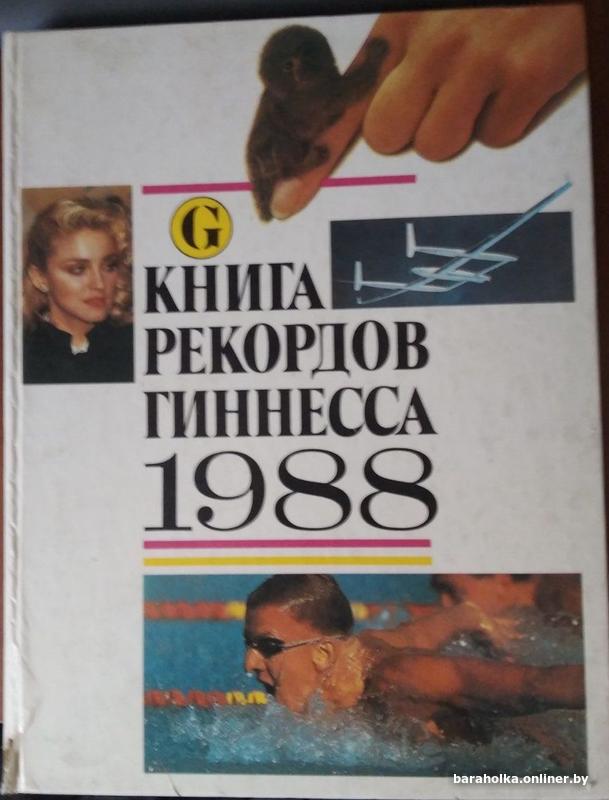 G
КНИГА
РЕКОРДОВ
ГИННЕССА
1988
baraholka.onliner.by